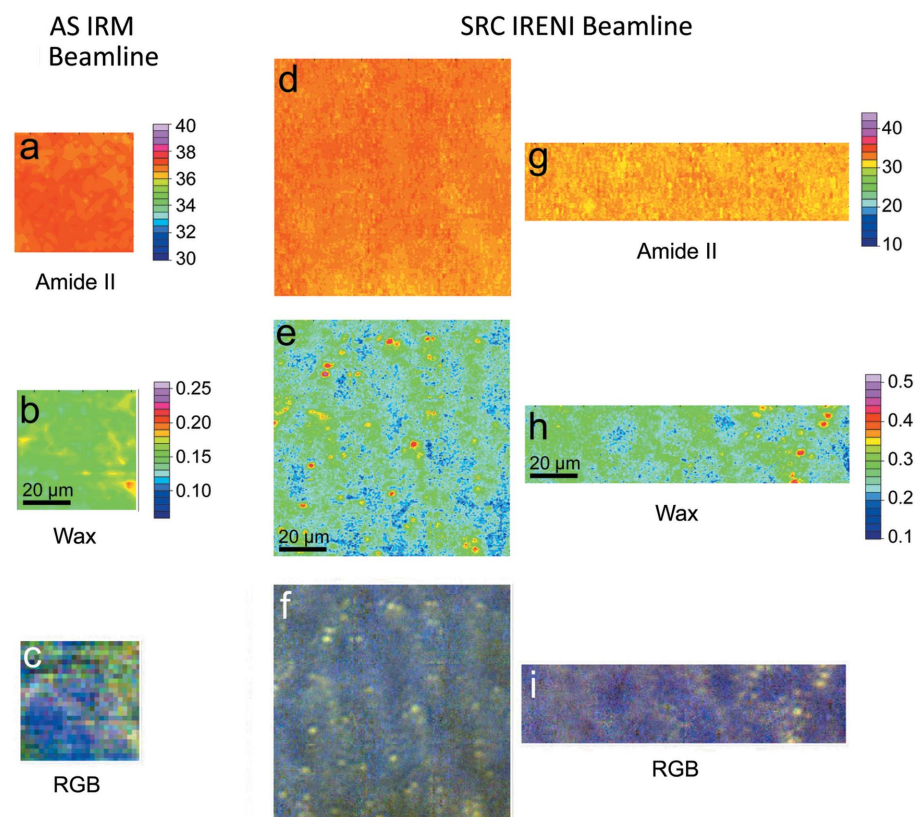 AS IRM
Beamline
SRC IRENI Beamline
a
40
38
36
34
32
30
Amide II
d
g
40
30
20
10
Amide II
b
20 µm
0.25
0.20
0.15
0.10
Wax
e
20 µm
h
20 µm
0.5
0.4
0.3
0.2
0.1
Wax
c
RGB
f
i
RGB